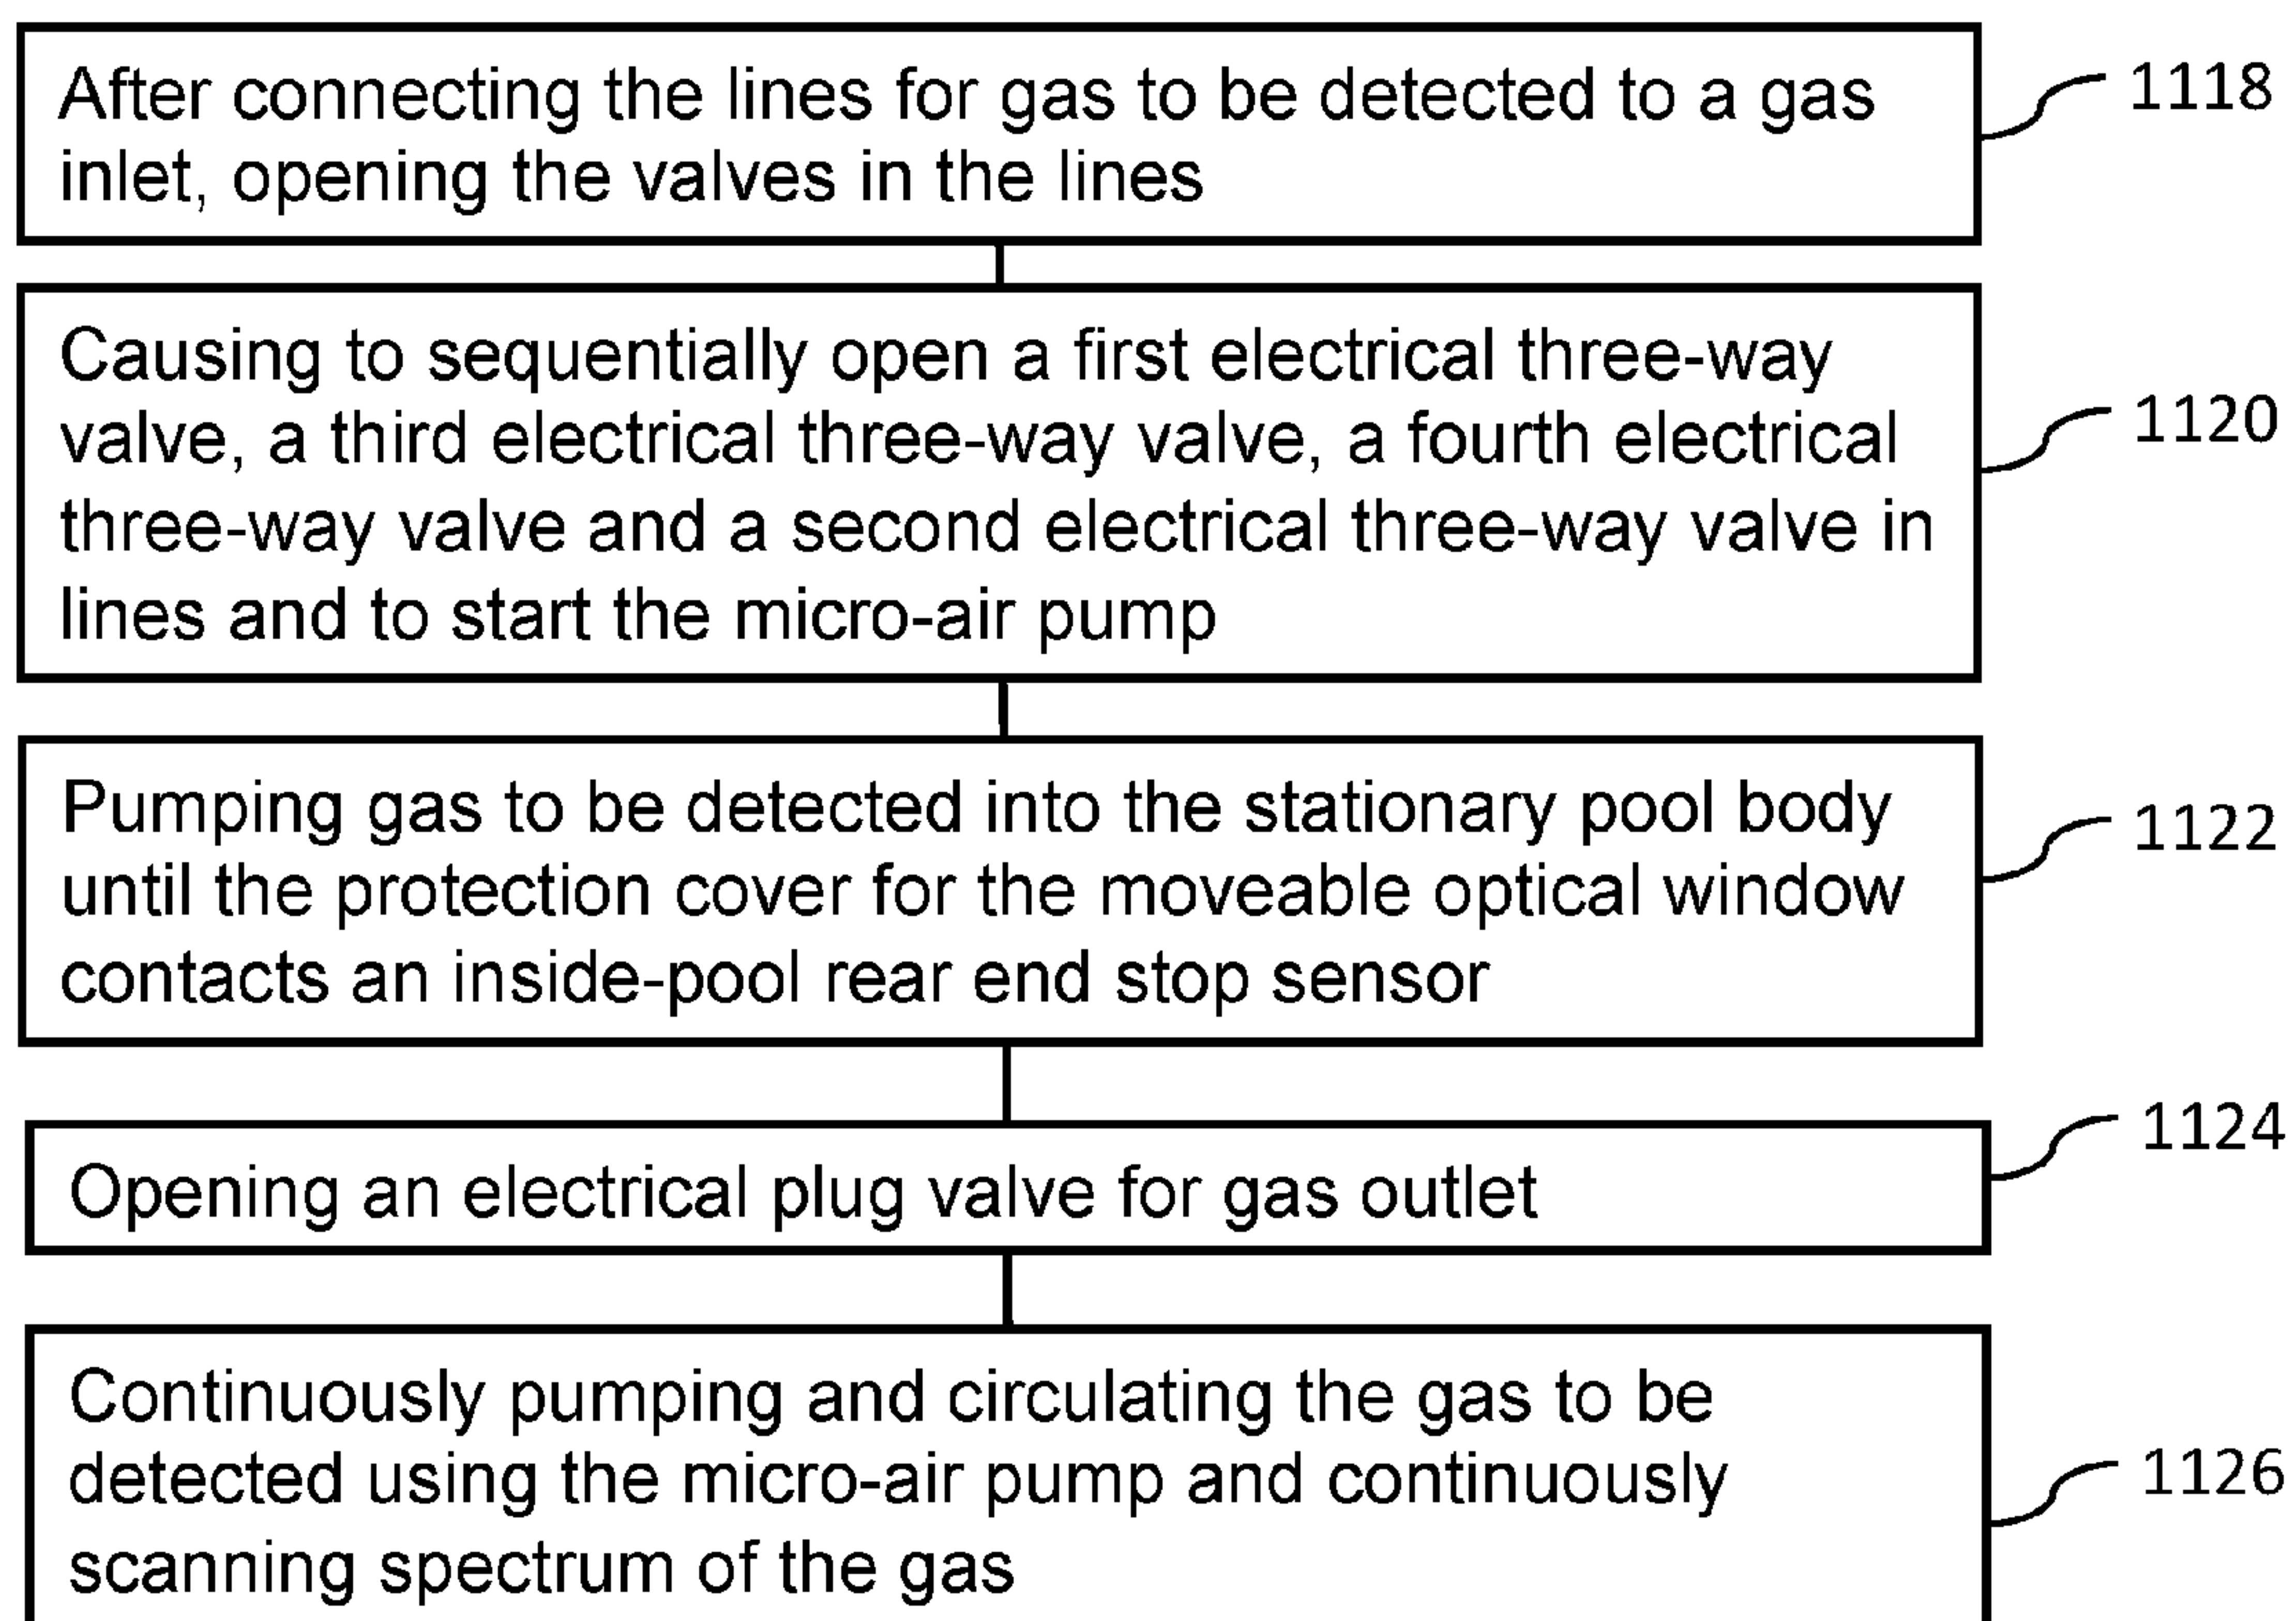 After connecting the lines for gas to be detected to a gas
inlet, opening the valves in the lines
1118
Causing to sequentially open a first electrical three-way
valve, a third electrical three-way valve, a fourth electrical
three-way valve and a second electrical three-way valve in
lines and to start the micro-air pump
1120
Pumping gas to be detected into the stationary pool body
until the protection cover for the moveable optical window
contacts an inside-pool rear end stop sensor
1122
Opening an electrical plug valve for gas outlet
1124
Continuously pumping and circulating the gas to be
detected using the micro-air pump and continuously
scanning spectrum of the gas
1126